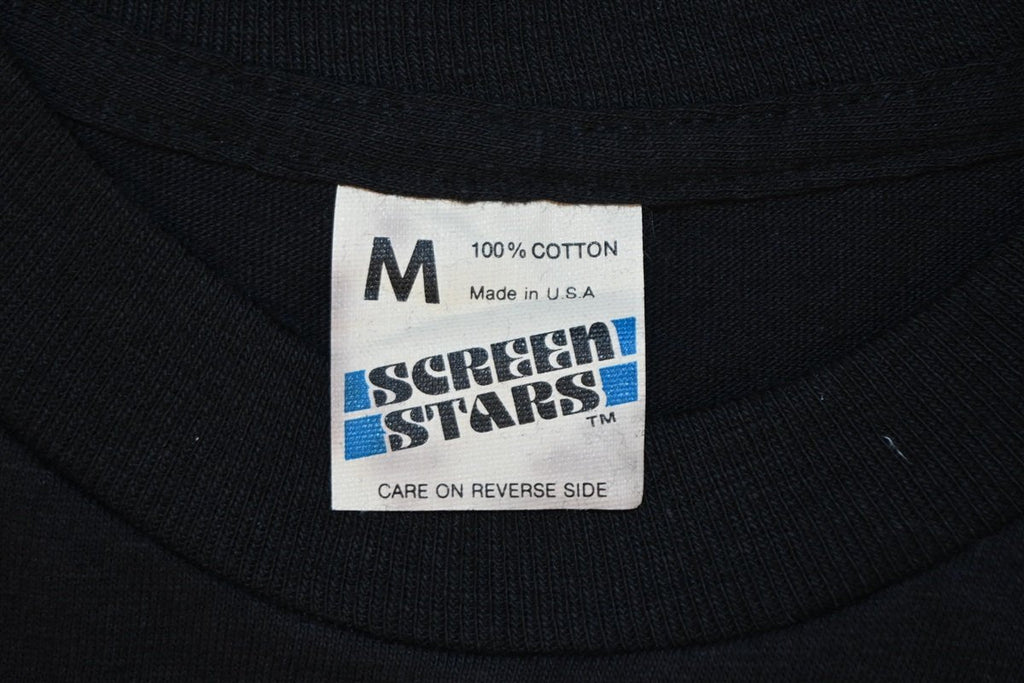 M
100% COTTON
Made in U.S.A
SCREEN
STARS
TM
CARE ON REVERSE SIDE